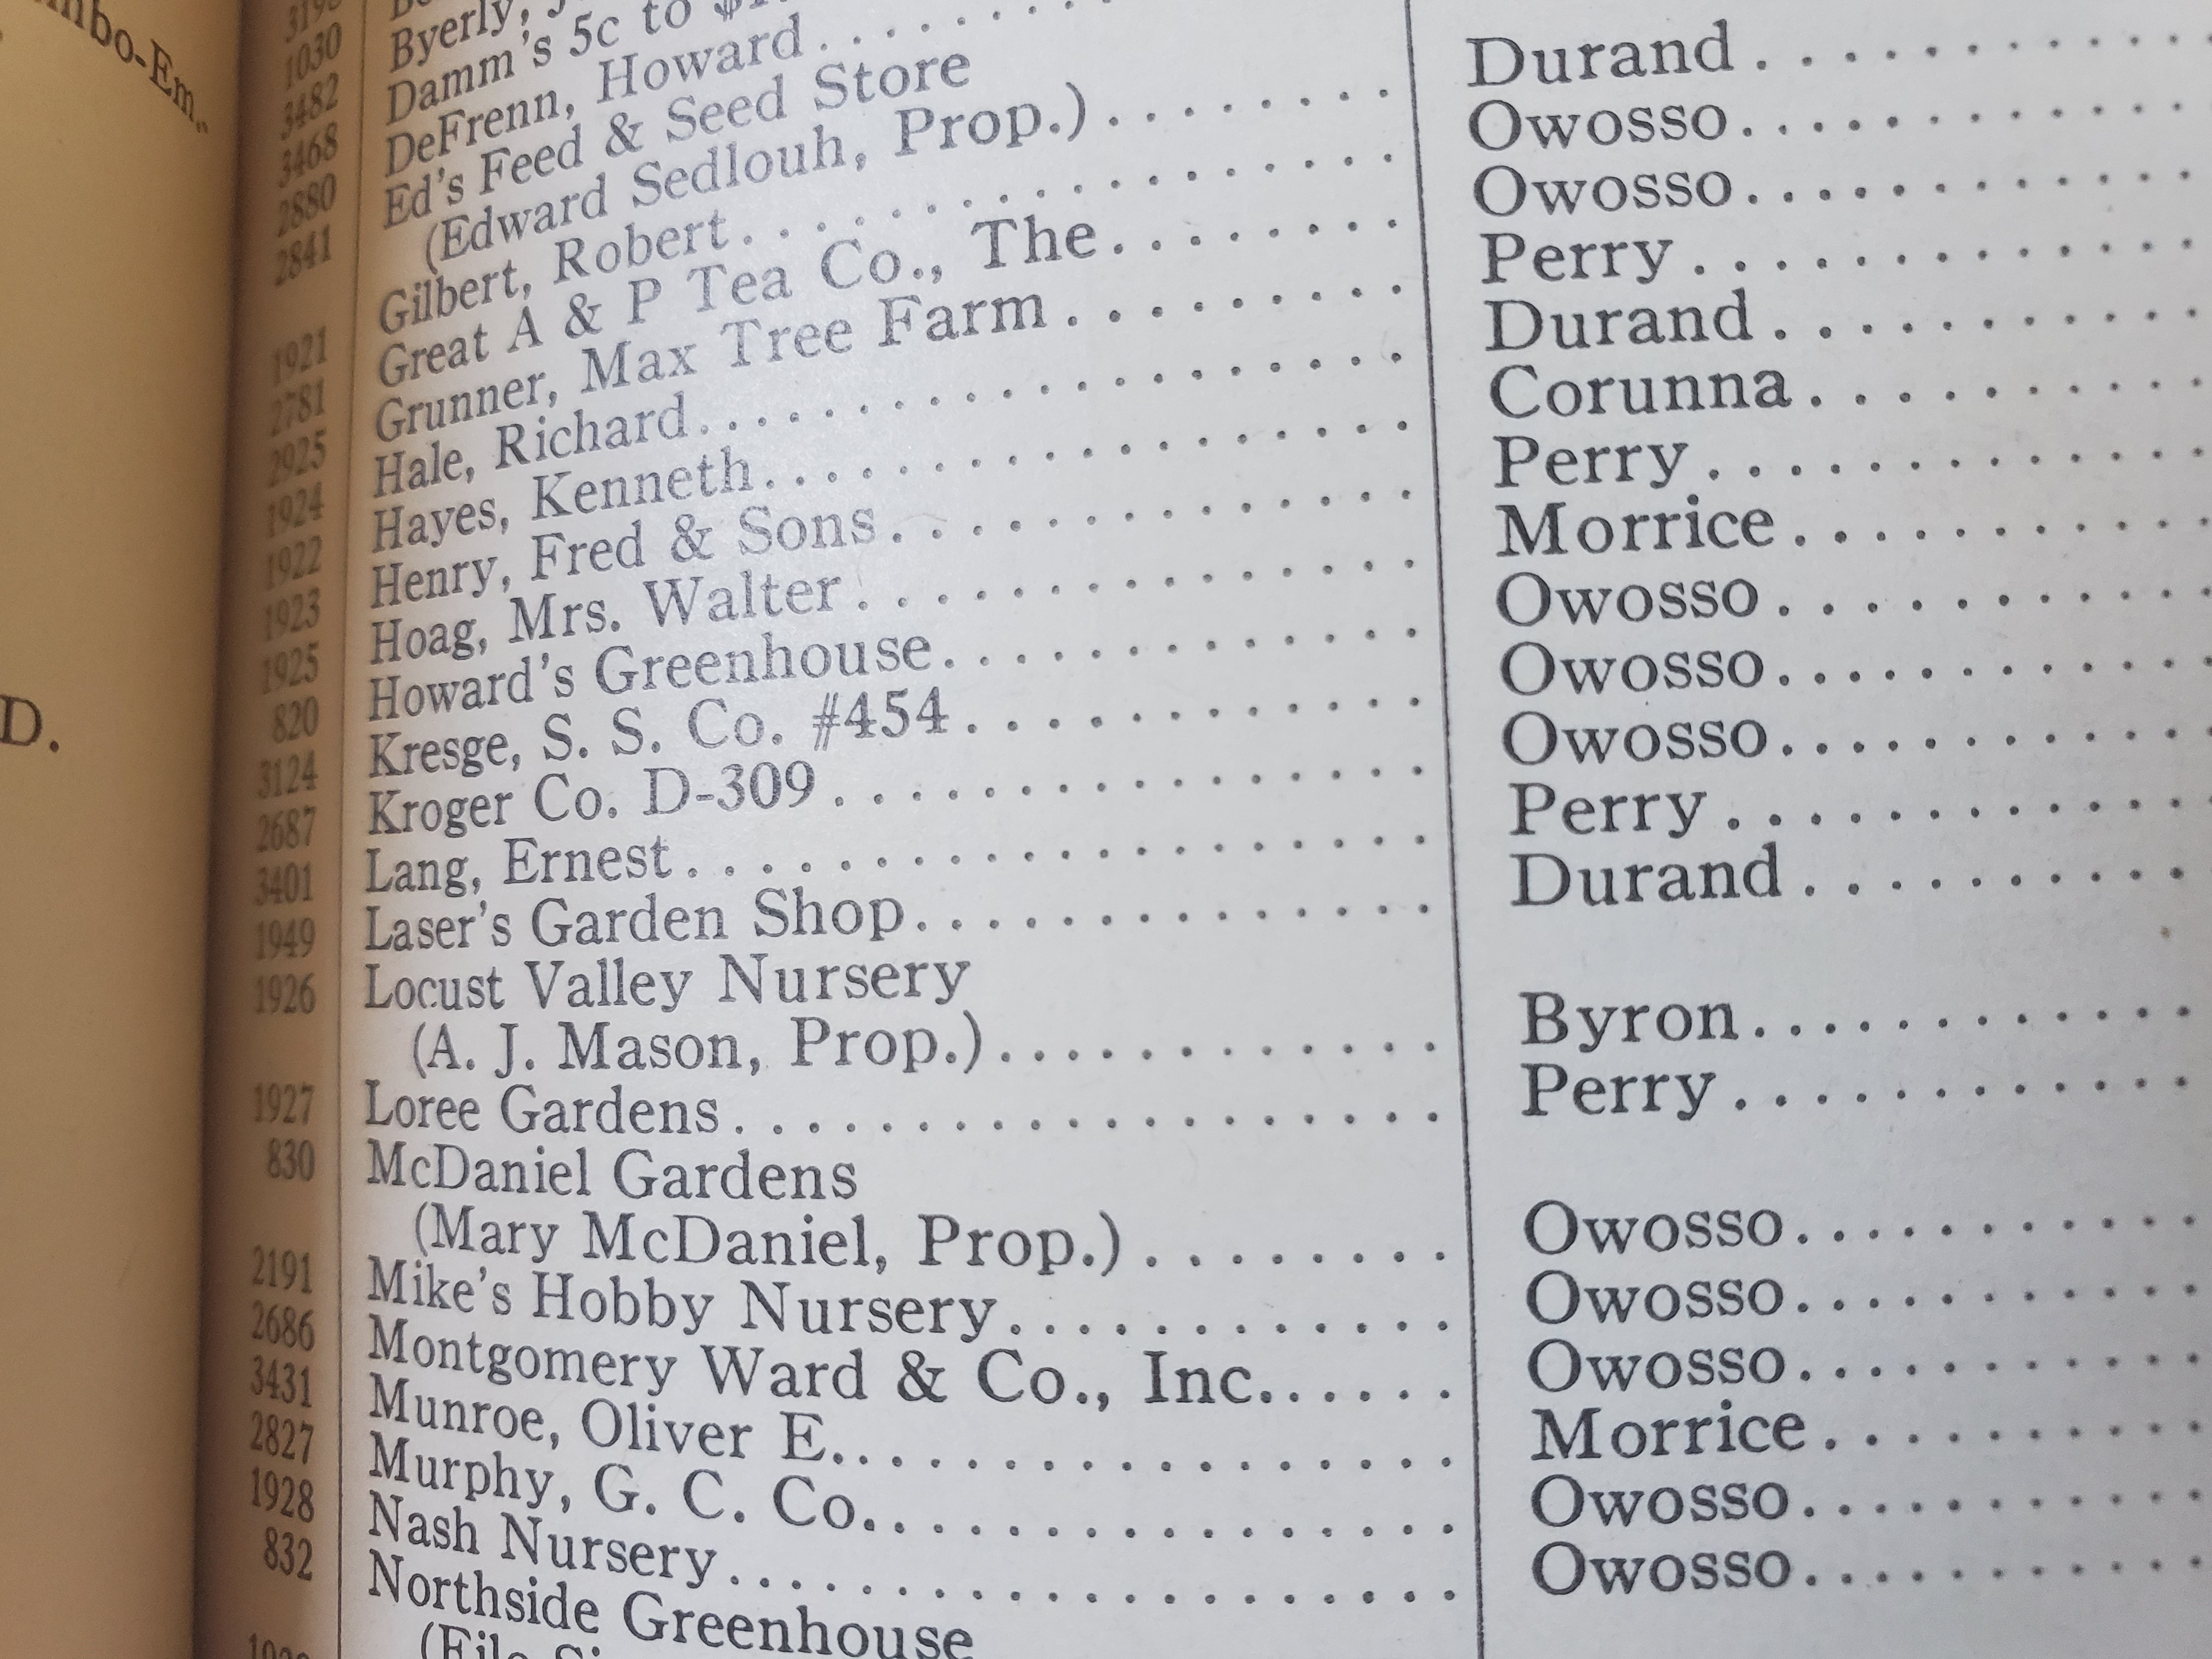 mbo-Em.
D.
1030
3482 Byerly,
3468 Damm's 5c to
2880 DeFrenn, Howard
2841 Ed's Feed & Seed Store
(Edward Sedlouh, Prop.) Durand
1921 Gilbert, Robert Owosso
2781 Great A & P Tea Co., The Owosso
2925 Grunner, Max Tree Farm Perry
1924 Hale, Richard Durand
1922 Hayes, Kenneth Corunna
1923 Henry, Fred & Sons Perry
1925 Hoag, Mrs. Walter Morrice
820 Howard's Greenhouse Owosso
3124 Kresge, S. S. Co. #454 Owosso
2687 Kroger Co. D-309 Owosso
3401 Lang, Ernest Perry
1949 Laser's Garden Shop Durand
1926 Locust Valley Nursery
(A. J. Mason, Prop.) Byron
1927 Loree Gardens Perry
830 McDaniel Gardens
(Mary McDaniel, Prop.) Owosso
2191 Mike's Hobby Nursery Owosso
2686 Montgomery Ward & Co., Inc. Owosso
3431 Munroe, Oliver E. Morrice
2827 Murphy, G. C. Co. Owosso
1928 Nash Nursery Owosso
832 Northside Greenhouse